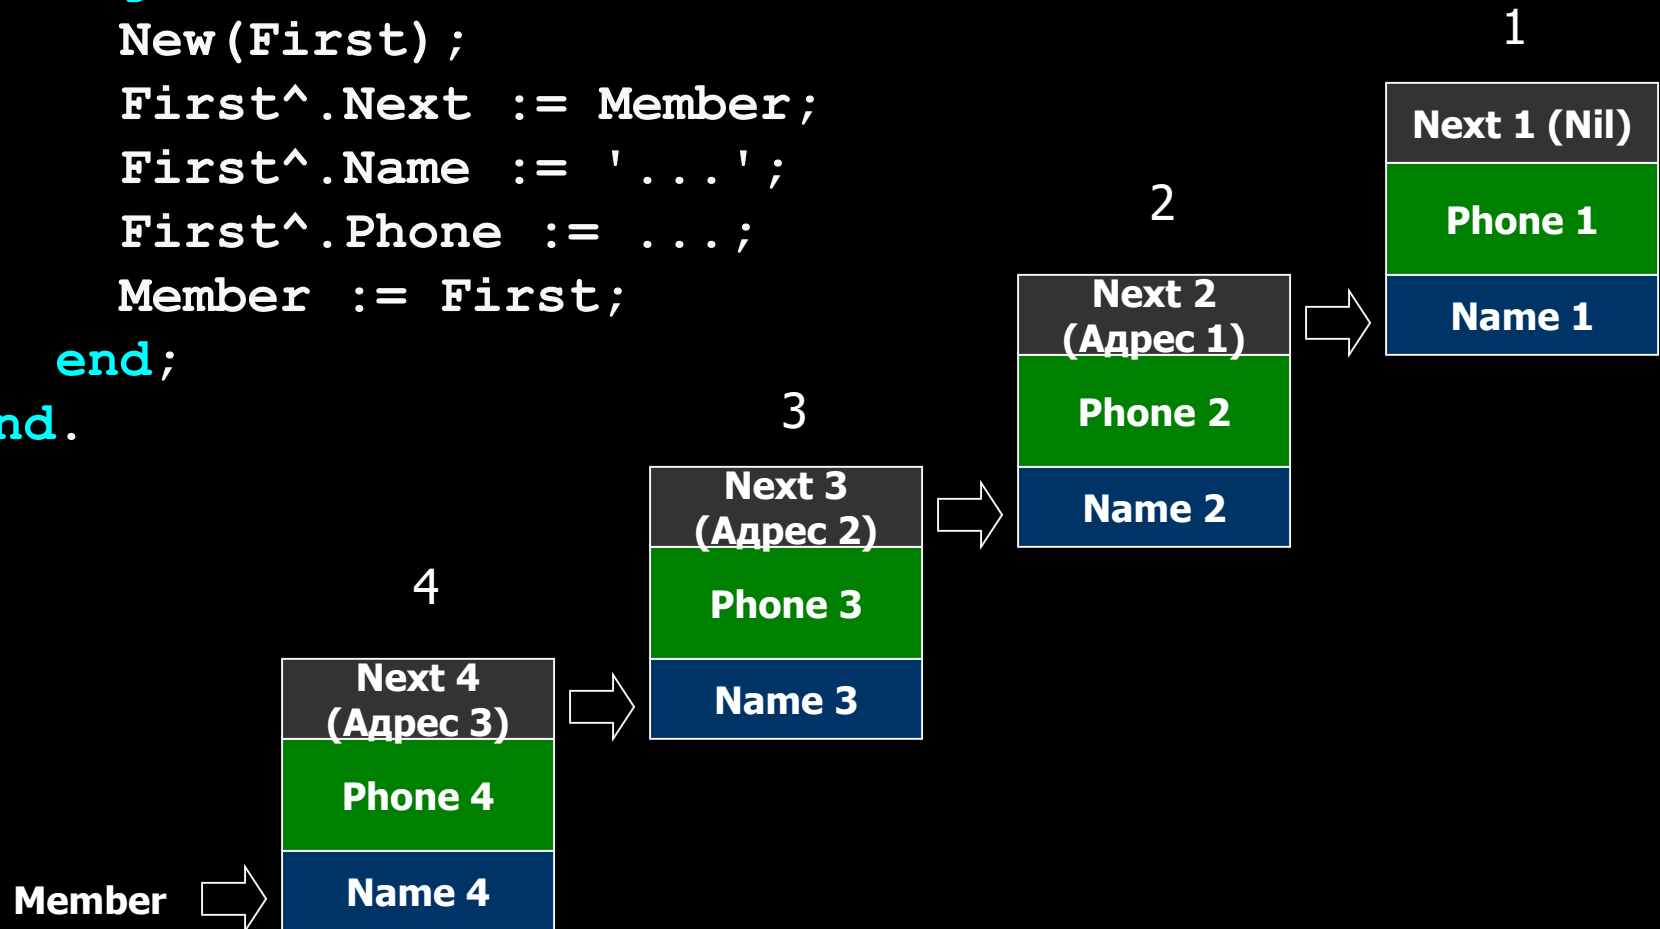 New(First);
First^.Next := Member;
First^.Name := '...';
First^.Phone := ...;
Member := First;
end;
nd.
1
Next 1 (Nil)
Phone 1
Name 1
2
Next 2
(Адрес 1)
Phone 2
Name 2
3
Next 3
(Адрес 2)
Phone 3
Name 3
4
Next 4
(Адрес 3)
Phone 4
Name 4
Member